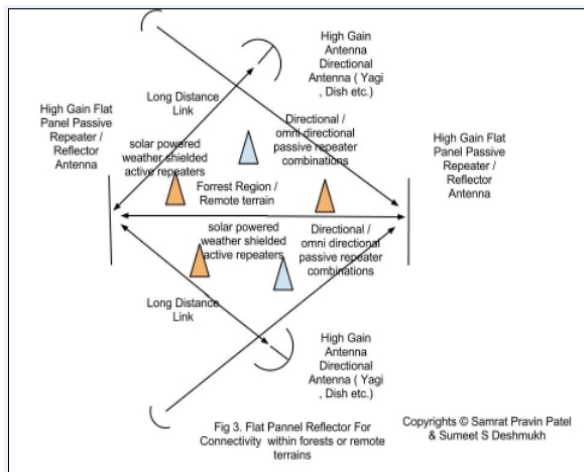 High Gain
Antenna
Directional
Antenna ( Yagi
, Dish etc.)
High Gain Flat
Panel Passive
Repeater /
Reflector
Antenna
Long Distance
Link
solar powered
weather shielded
active repeaters
Directional /
omni directional
passive repeater
combinations
High Gain Flat
Panel Passive
Repeater /
Reflector
Antenna
Forrest Region /
Remote terrain
solar powered
weather shielded
active repeaters
Directional /
omni directional
passive repeater
combinations
Long Distance
Link
High Gain
Antenna
Directional
Antenna ( Yagi
, Dish etc.)
Fig 3. Flat Pannel Reflector For
Connectivity within forests or remote
terrains
Copyrights © Samrat Pravin Patel
& Sumeet S Deshmukh